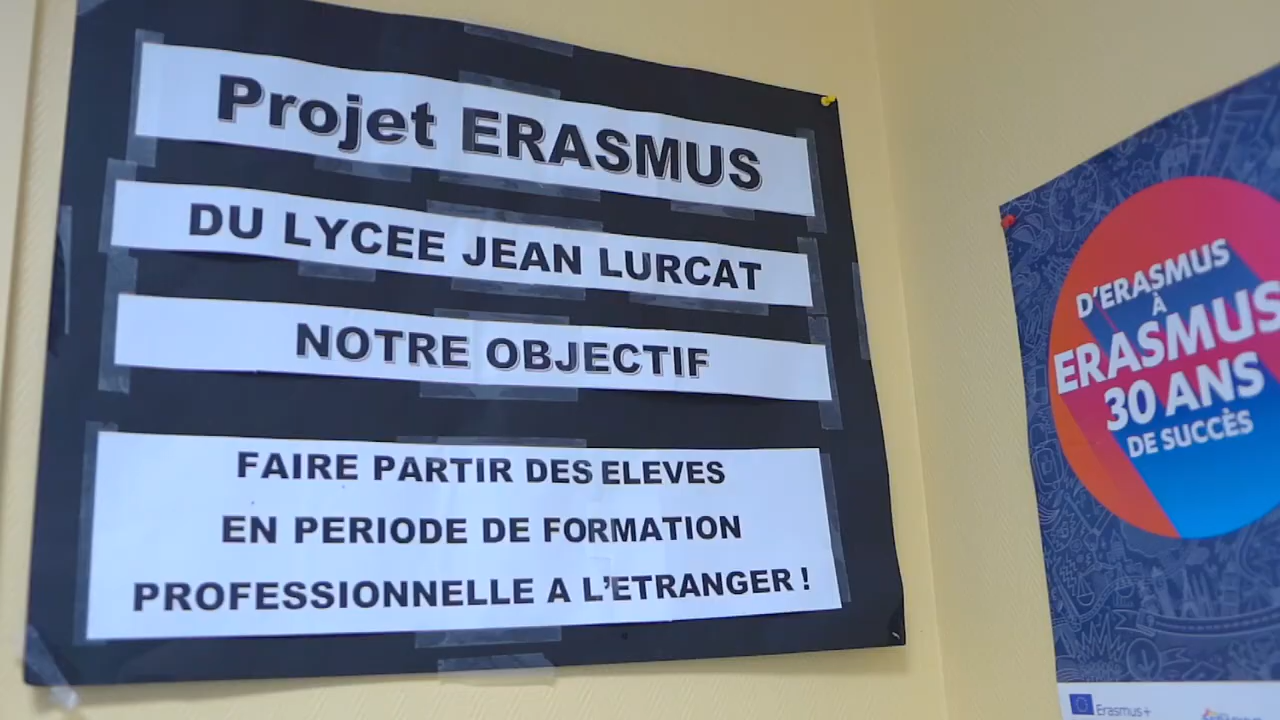 Projet ERASMUS
DU LYCEE JEAN LURCAT
NOTRE OBJECTIF
FAIRE PARTIR DES ELEVES
EN PERIODE DE FORMATION
PROFESSIONNELLE A L'ETRANGER !
D'ERASMUS
À
ERASMUS
30 ANS
DE SUCCÈS
Erasmus+